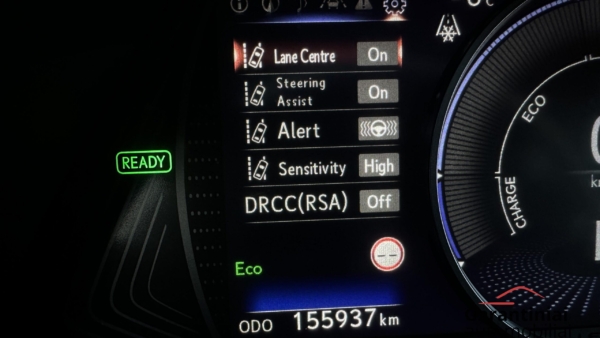 Lane Centre On
Steering Assist On
Alert
Sensitivity High
DRCC(RSA) Off
READY
Eco
ODO 155937 km
ECO
CHARGE